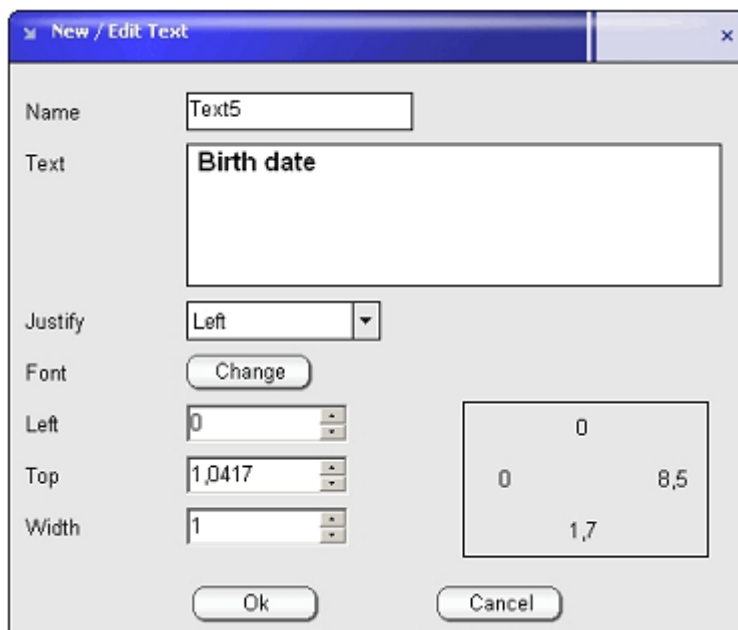 New / Edit Text
Name Text5
Text Birth date
Justify Left
Font Change
Left 0
Top 1,0417
Width 1
0
0 8,5
1,7
Ok Cancel